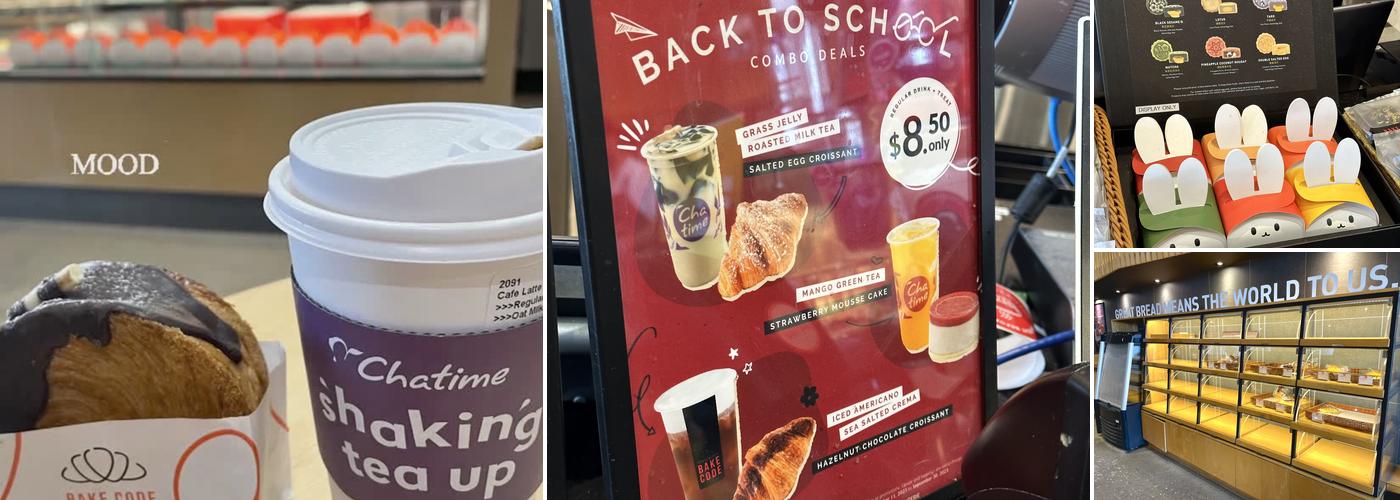 MOOD
2091
Cafe Latte
>>>Regular
>>>Oat Milk
Chatime
shaking
tea up
BAKE CODE
BACK TO SCHOOL
COMBO DEALS
REGULAR DRINK + TREAT
$8.50
only
GRASS JELLY
ROASTED MILK TEA
SALTED EGG CROISSANT
Cha
time
MANGO GREEN TEA
STRAWBERRY MOUSSE CAKE
Cha
time
ICED AMERICANO
SEA SALTED CREMA
HAZELNUT CHOCOLATE CROISSANT
BAKE
CODE
BLACK SESAME
LOTUS
TARO
MATCHA
PINEAPPLE COCONUT NOUGAT
DOUBLE SALTED EGG
DISPLAY ONLY
GREAT BREAD MEANS THE WORLD TO US.